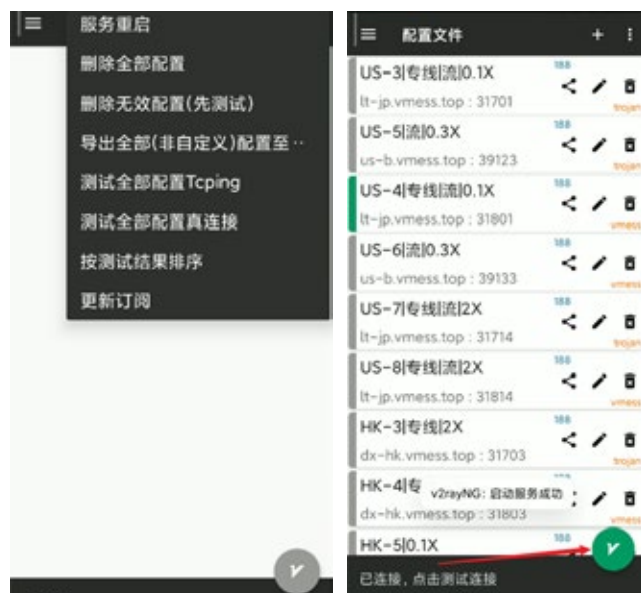 服务重启
删除全部配置
删除无效配置(先测试)
导出全部(非自定义)配置至··
测试全部配置Tcping
测试全部配置真连接
按测试结果排序
更新订阅
配置文件
US-3|专线|流|0.1X
188
lt-jp.vmess.top : 31701
trojan
US-5|流|0.3X
188
us-b.vmess.top : 39123
trojan
US-4|专线|流|0.1X
188
lt-jp.vmess.top : 31801
vmess
US-6|流|0.3X
188
us-b.vmess.top : 39133
vmess
US-7|专线|流|2X
188
lt-jp.vmess.top : 31714
trojan
US-8|专线|流|2X
188
lt-jp.vmess.top : 31814
vmess
HK-3|专线|2X
188
dx-hk.vmess.top : 31703
trojan
HK-4|专
v2rayNG: 启动服务成功
dx-hk.vmess.top : 31803
vmess
HK-5|0.1X
188
已连接，点击测试连接